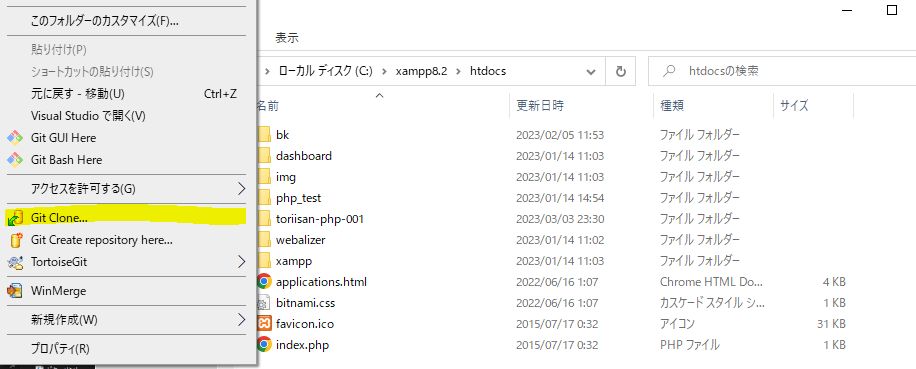 このフォルダーのカスタマイズ(F)...
貼り付け(P)
ショートカットの貼り付け(S)
元に戻す - 移動(U) Ctrl+Z
Visual Studio で開く(V)
Git GUI Here
Git Bash Here
アクセスを許可する(G)
Git Clone...
Git Create repository here...
TortoiseGit
WinMerge
新規作成(W)
プロパティ(R)
表示
ローカル ディスク (C:) xampp8.2 htdocs
htdocsの検索
名前 更新日時 種類 サイズ
bk 2023/02/05 11:53 ファイル フォルダー
dashboard 2023/01/14 11:03 ファイル フォルダー
img 2023/01/14 11:03 ファイル フォルダー
php_test 2023/01/14 14:54 ファイル フォルダー
toriisan-php-001 2023/03/03 23:30 ファイル フォルダー
webalizer 2023/01/14 11:02 ファイル フォルダー
xampp 2023/01/14 11:03 ファイル フォルダー
applications.html 2022/06/16 1:07 Chrome HTML Do... 4 KB
bitnami.css 2022/06/16 1:07 カスケード スタイル シ... 1 KB
favicon.ico 2015/07/17 0:32 アイコン 31 KB
index.php 2015/07/17 0:32 PHP ファイル 1 KB